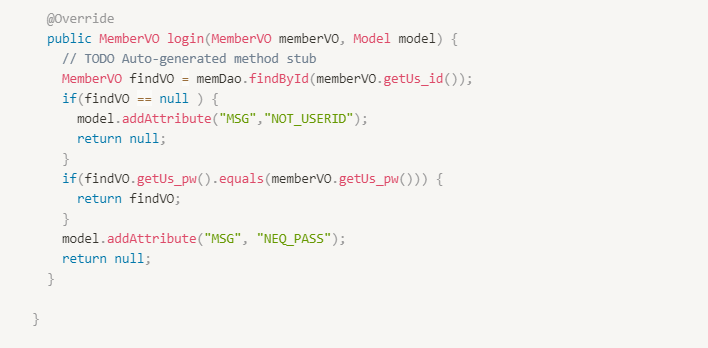 @Override
public MemberVO login(MemberVO memberVO, Model model) {
// TODO Auto-generated method stub
MemberVO findVO = memDao.findById(memberVO.getUs_id());
if(findVO == null ) {
model.addAttribute("MSG","NOT_USERID");
return null;
}
if(findVO.getUs_pw().equals(memberVO.getUs_pw())) {
return findVO;
}
model.addAttribute("MSG", "NEQ_PASS");
return null;
}
}